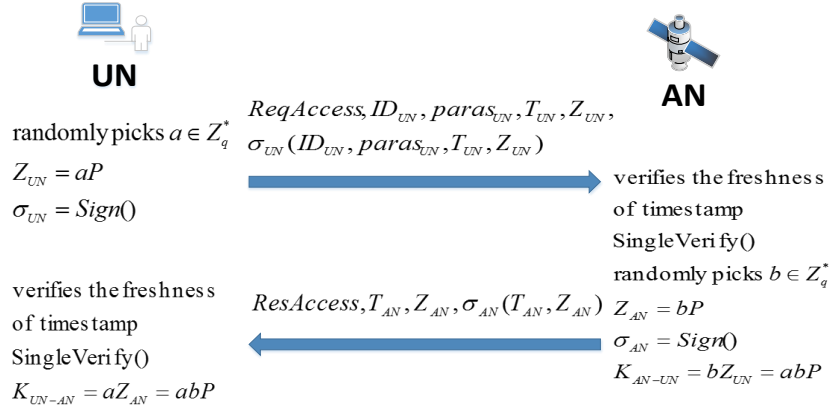 UN
randomly picks a ∈ Z_q^*
Z_UN = aP
σ_UN = Sign()
ReqAccess, ID_UN, paras_UN, T_UN, Z_UN,
σ_UN(ID_UN, paras_UN, T_UN, Z_UN)
AN
verifies the freshness
of timestamp
SingleVerify()
randomly picks b ∈ Z_q^*
Z_AN = bP
σ_AN = Sign()
K_AN-UN = bZ_UN = abP
ResAccess, T_AN, Z_AN, σ_AN(T_AN, Z_AN)
verifies the freshness
of timestamp
SingleVerify()
K_UN-AN = aZ_AN = abP